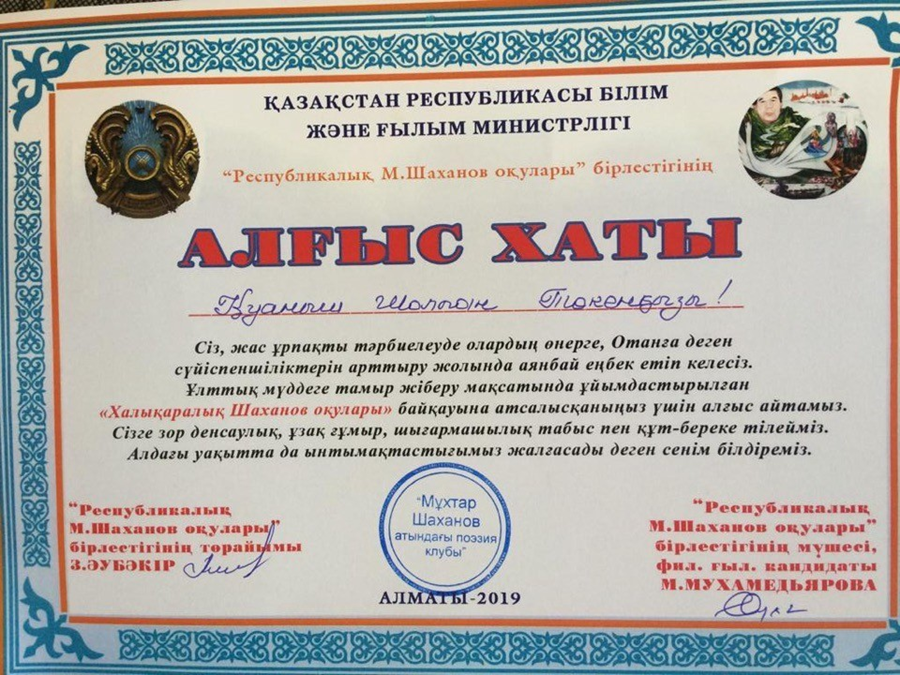 ҚАЗАҚСТАН РЕСПУБЛИКАСЫ БІЛІМ
ЖӘНЕ ҒЫЛЫМ МИНИСТРЛІГІ
“Республикалық М.Шаханов оқулары” бірлестігінің
АЛҒЫС ХАТЫ
Қуаныш Шолпан Төкенқызы!
Сіз, жас ұрпақты тәрбиелеуде олардың өнерге, Отанға деген
сүйіспеншіліктерін арттыру жолында аянбай еңбек етіп келесіз.
Ұлттық мүддеге тамыр жіберу мақсатында ұйымдастырылған
«Халықаралық Шаханов оқулары» байқауына атсалысқаныңыз үшін алғыс айтамыз.
Сізге зор денсаулық, ұзақ ғұмыр, шығармашылық табыс пен құт-береке тілейміз.
Алдағы уақытта да ынтымақтастығымыз жалғасады деген сенім білдіреміз.
“Республикалық
М.Шаханов оқулары”
бірлестігінің төрайымы
З.ӘУБӘКІР
“Мұхтар
Шаханов
атындағы поэзия
клубы”
“Республикалық
М.Шаханов оқулары”
бірлестігінің мүшесі,
фил. ғыл. кандидаты
М.МУХАМЕДЬЯРОВА
АЛМАТЫ-2019